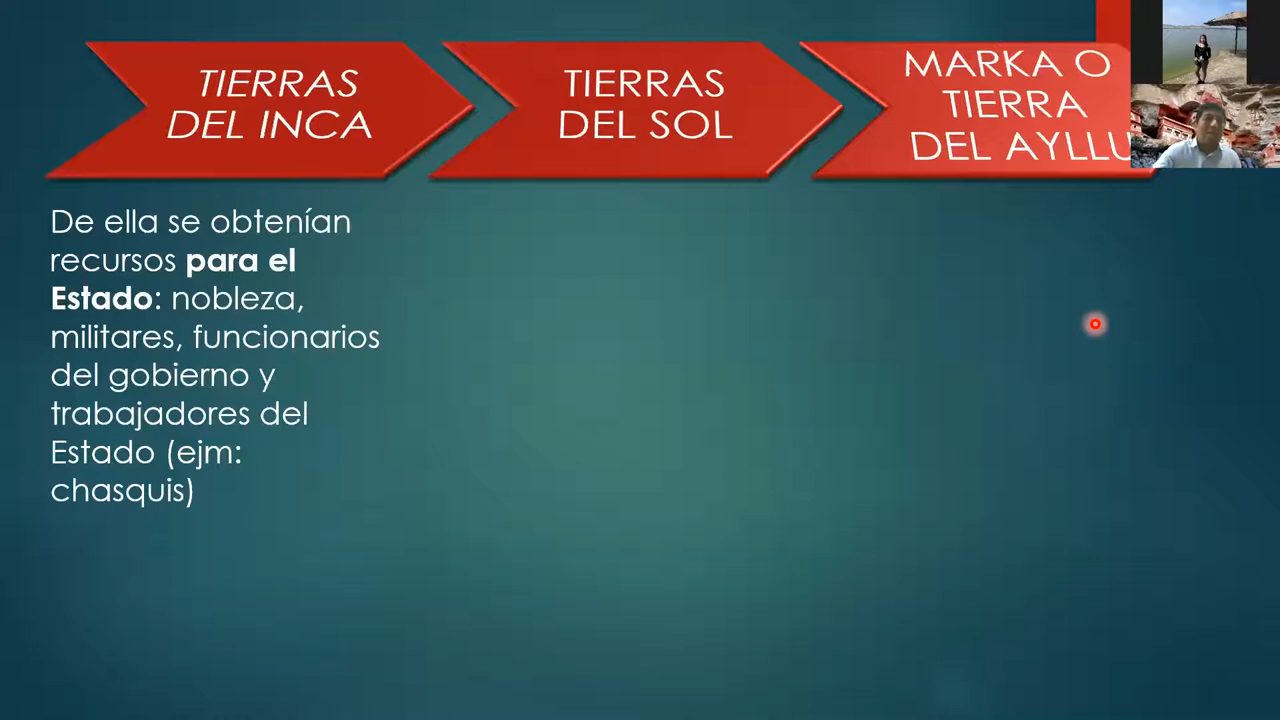 TIERRAS
DEL INCA
TIERRAS
DEL SOL
MARKA O
TIERRA
DEL AYLLU
De ella se obtenían
recursos para el
Estado: nobleza,
militares, funcionarios
del gobierno y
trabajadores del
Estado (ejm:
chasquis)